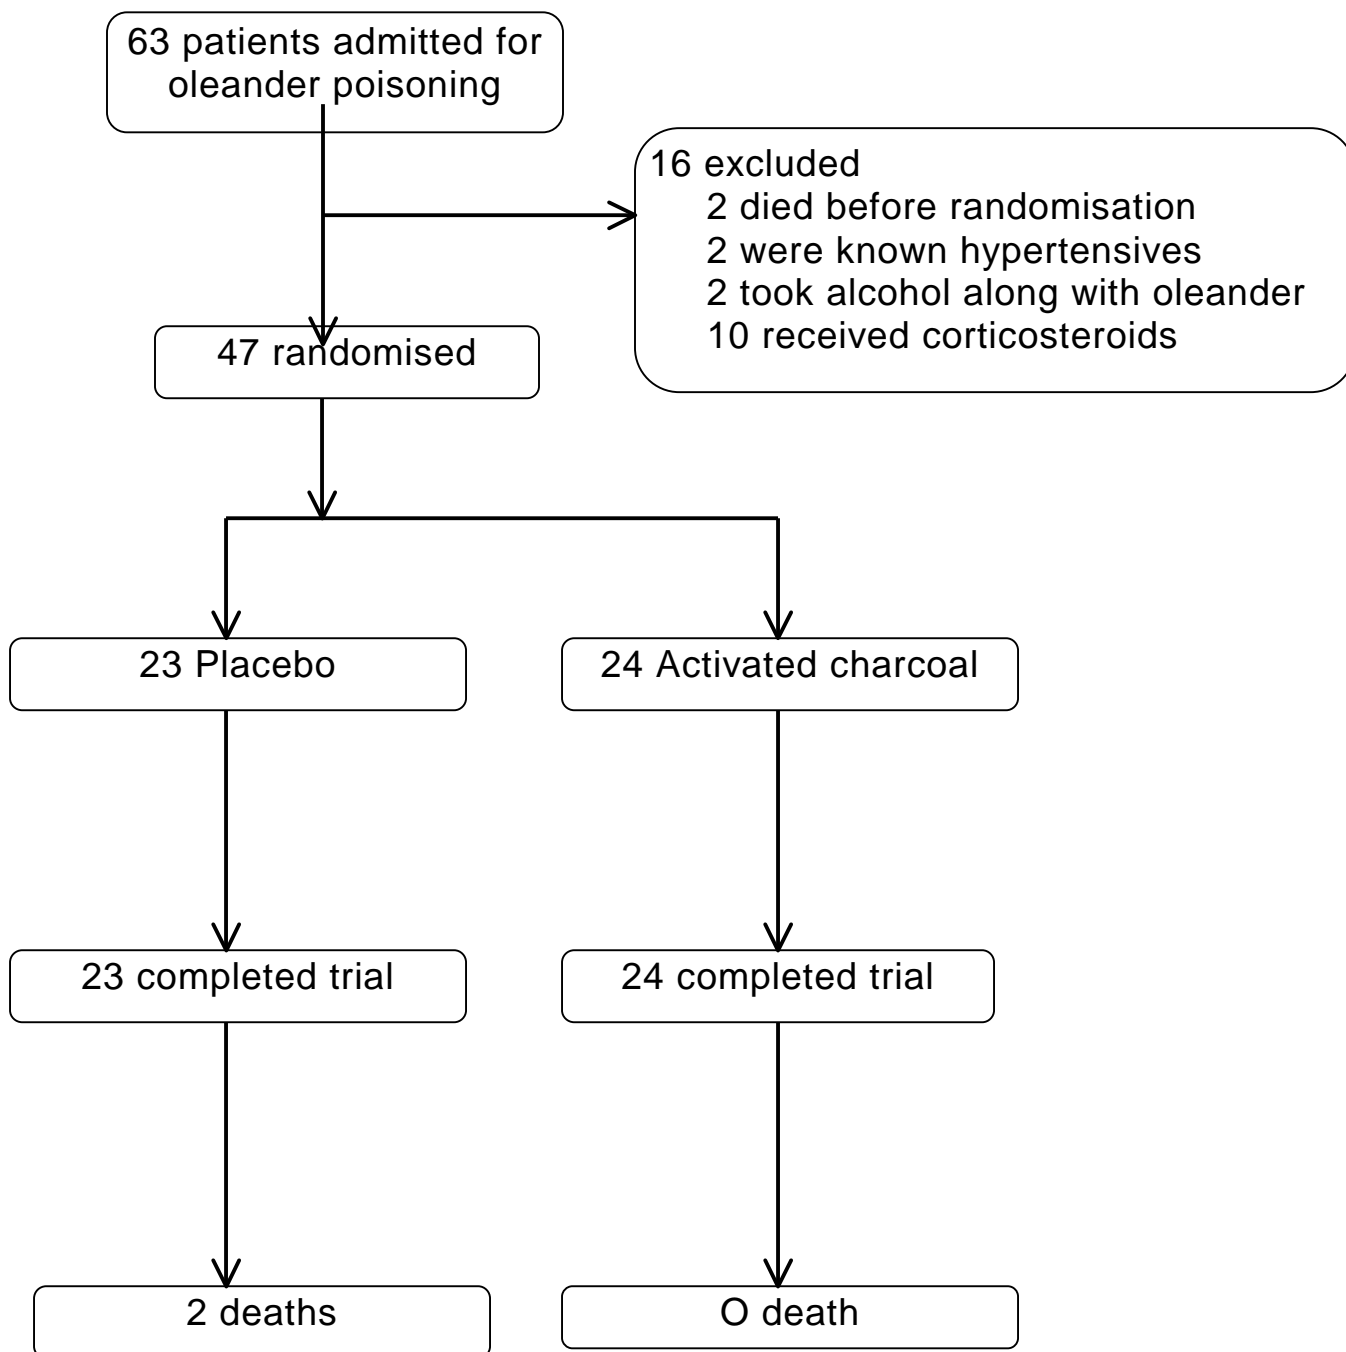 63 patients admitted for
oleander poisoning
16 excluded
2 died before randomisation
2 were known hypertensives
2 took alcohol along with oleander
10 received corticosteroids
47 randomised
23 Placebo
24 Activated charcoal
23 completed trial
24 completed trial
2 deaths
O death